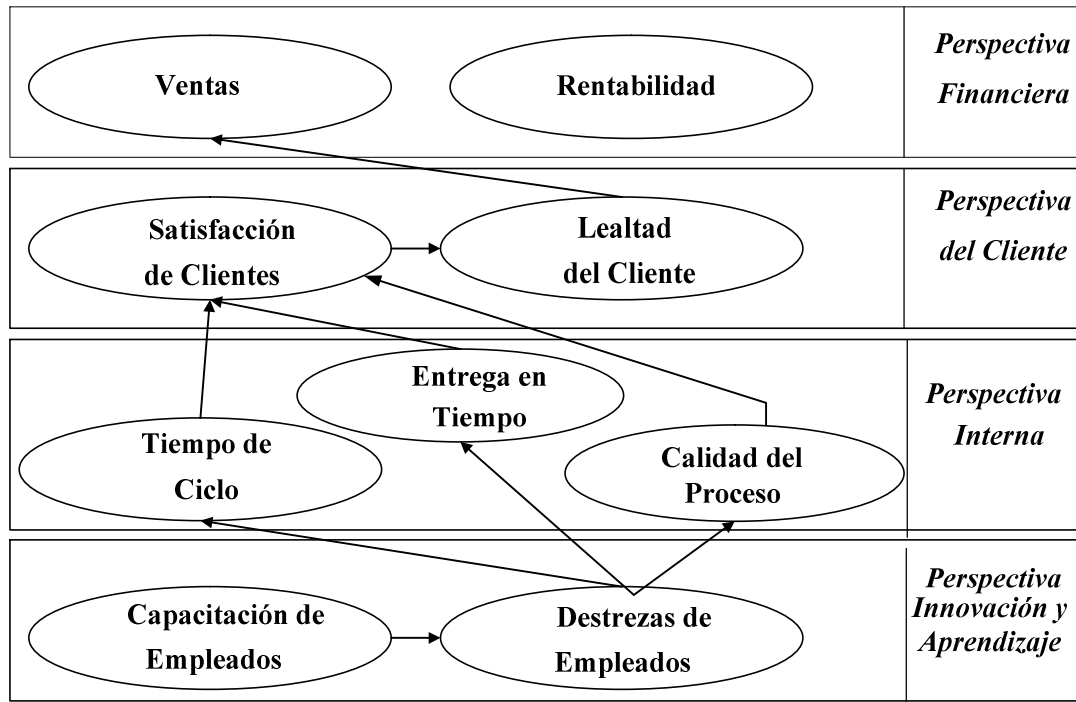 Ventas
Rentabilidad
Perspectiva
Financiera
Satisfacción
de Clientes
Lealtad
del Cliente
Perspectiva
del Cliente
Entrega en
Tiempo
Tiempo de
Ciclo
Calidad del
Proceso
Perspectiva
Interna
Capacitación de
Empleados
Destrezas de
Empleados
Perspectiva
Innovación y
Aprendizaje